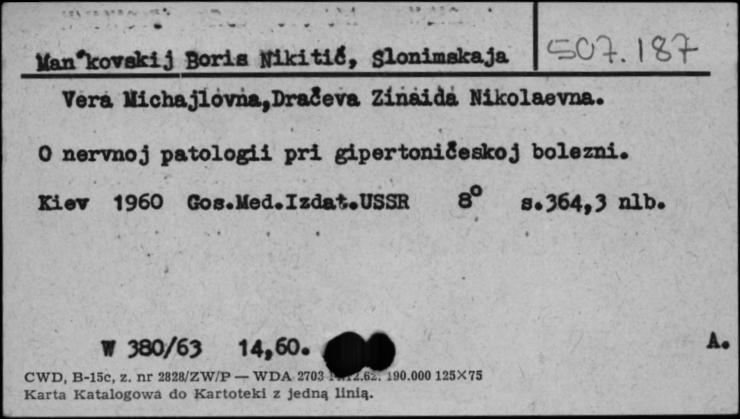 Man'kovskij Boris Nikitič, Slonimskaja
507.187
Vera Michajlovna,Dračeva Zinaida Nikolaevna.
O nervnoj patologii pri gipertoničeskoj bolezni.
Kiev 1960 Gos.Med.Izdat.USSR 8° s.364,3 nlb.
W 380/63 14,60.
A.
CWD, B-15c, z. nr 2828/ZW/P — WDA 2703 190.000 125×75
Karta Katalogowa do Kartoteki z jedną linią.